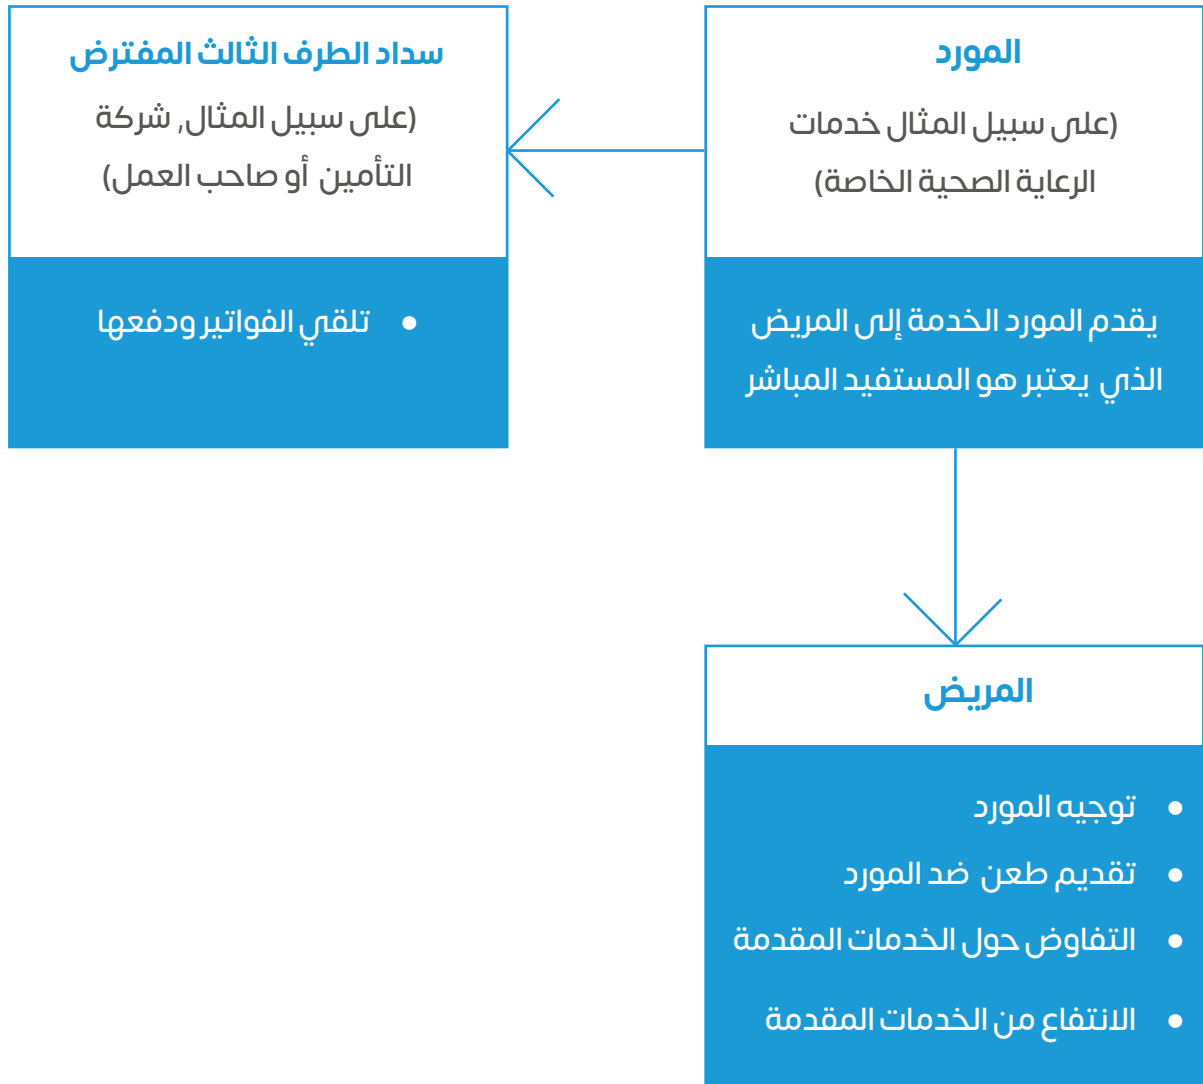 المورد
(على سبيل المثال خدمات
الرعاية الصحية الخاصة)
يقدم المورد الخدمة إلى المريض
الذي يعتبر هو المستفيد المباشر
سداد الطرف الثالث المفترض
(على سبيل المثال, شركة
التأمين أو صاحب العمل)
• تلقي الفواتير ودفعها
المريض
• توجيه المورد
• تقديم طعن ضد المورد
• التفاوض حول الخدمات المقدمة
• الانتفاع من الخدمات المقدمة